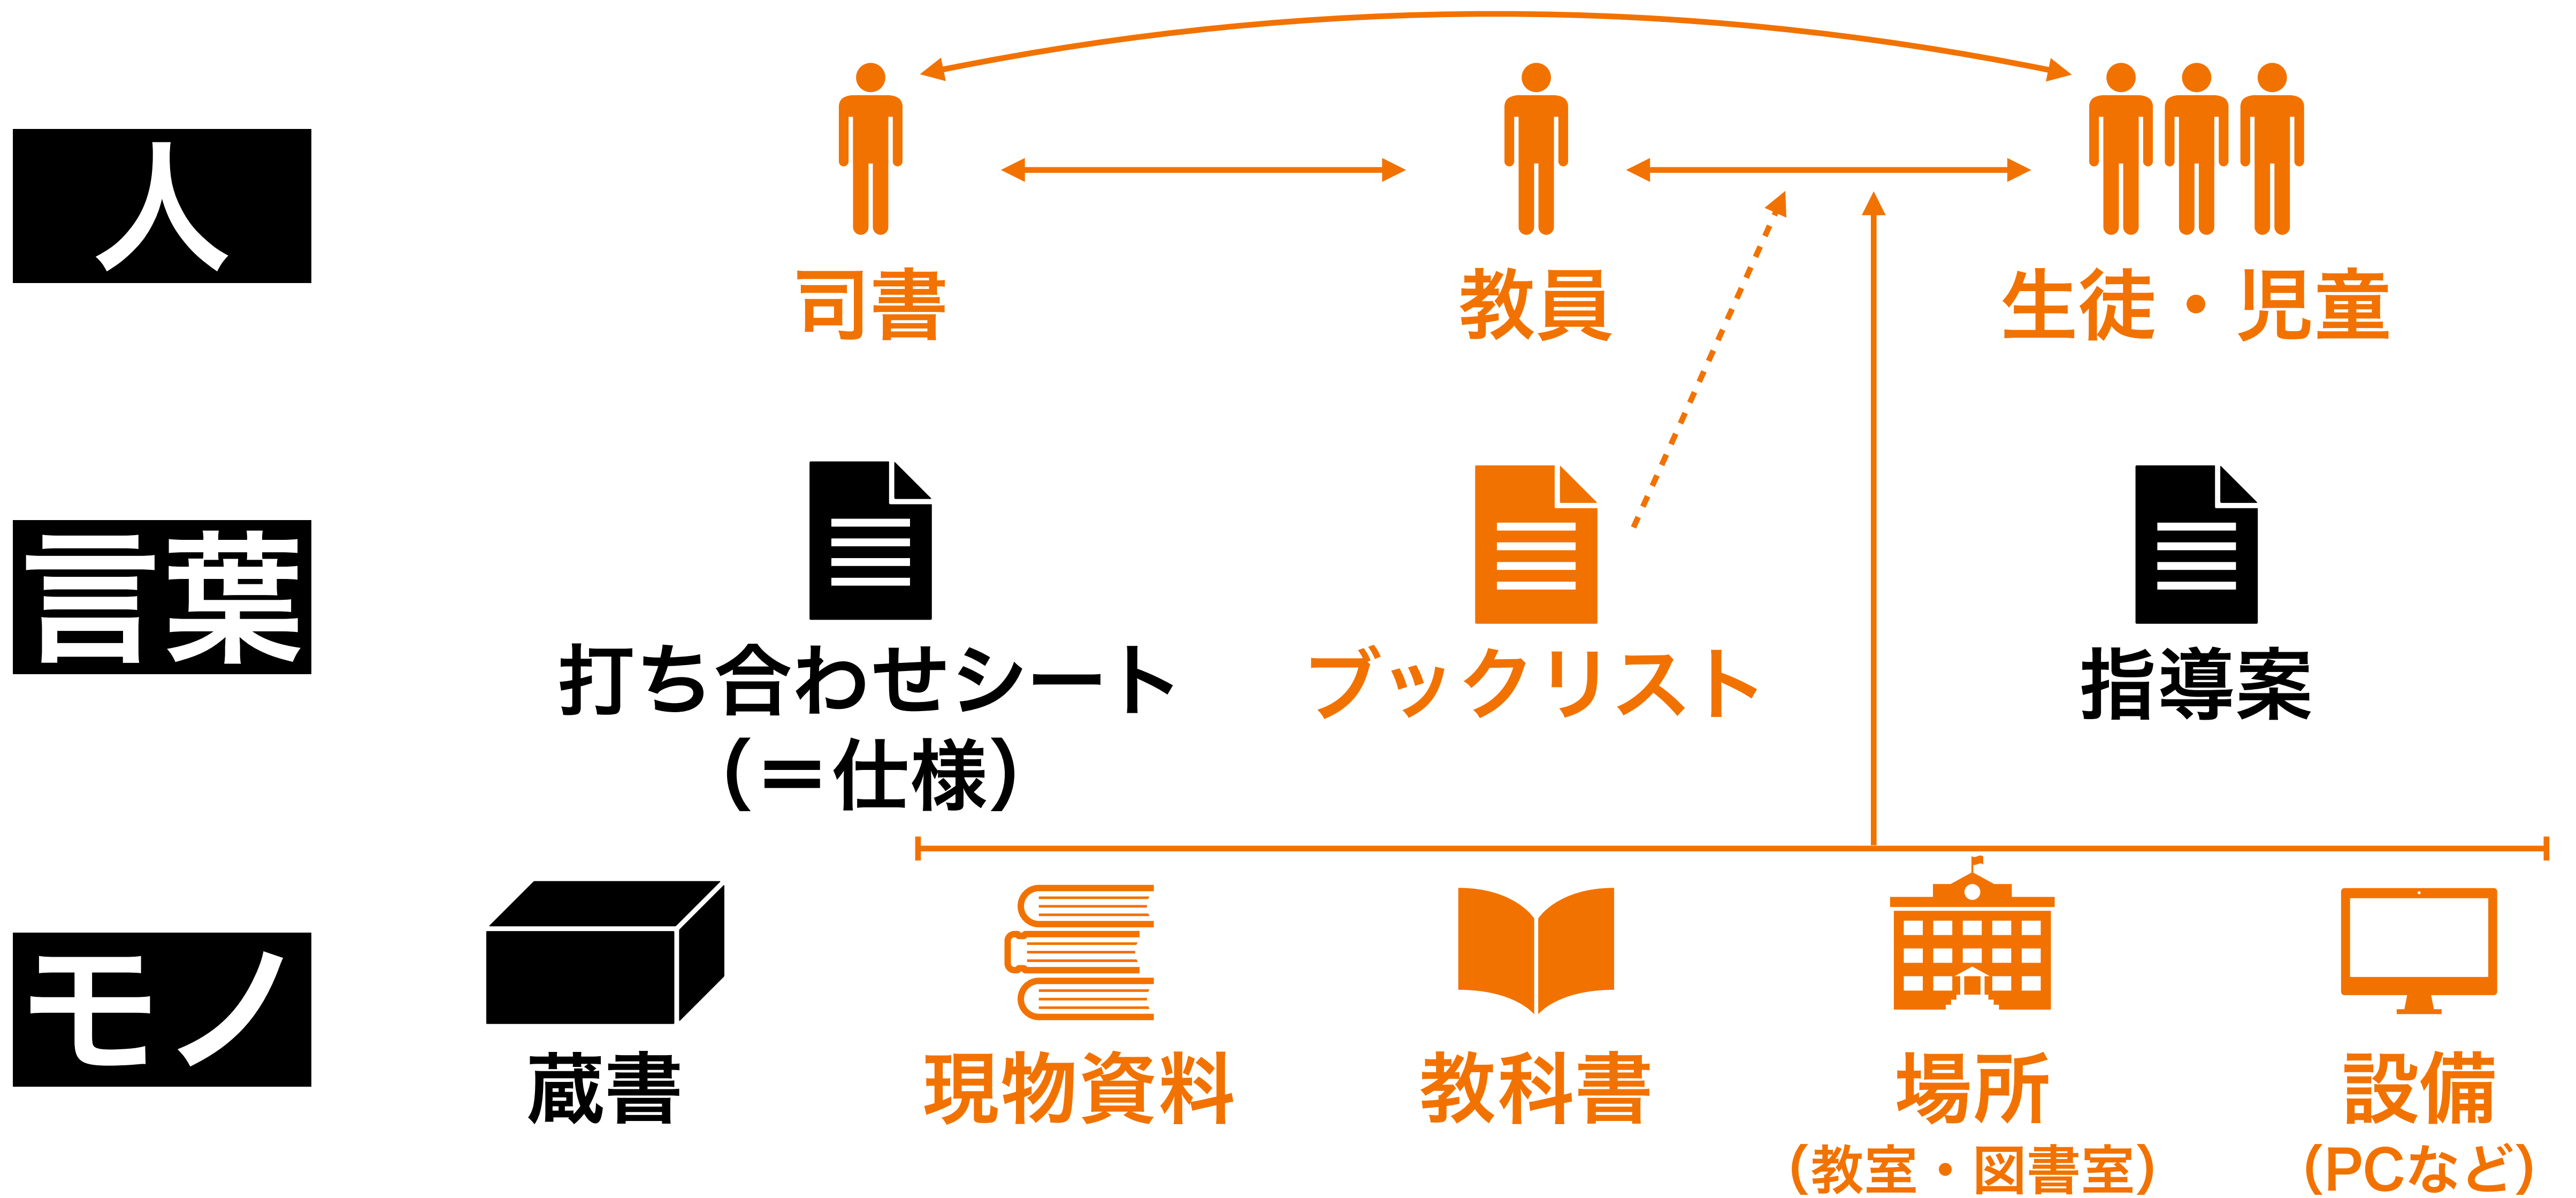 人
司書
教員
生徒・児童
言葉
打ち合わせシート
（＝仕様）
ブックリスト
指導案
モノ
蔵書
現物資料
教科書
場所
（教室・図書室）
設備
（PCなど）